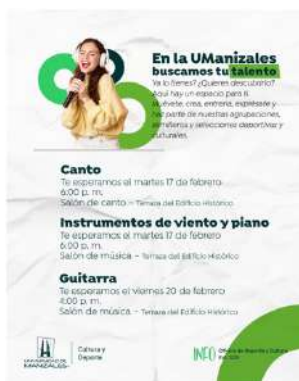 En la UManizales
buscamos tu talento
Ya lo tienes? ¿Quieres descubrirlo?
Aquí hay un espacio para ti.
Muévete, crea, entrena, exprésate y
haz parte de nuestras agrupaciones,
semilleros y selecciones deportivas y
culturales.
Canto
Te esperamos el martes 17 de febrero
6:00 p. m.
Salón de canto - Terraza del Edificio Histórico
Instrumentos de viento y piano
Te esperamos el martes 17 de febrero
6:00 p. m.
Salón de música - Terraza del Edificio Histórico
Guitarra
Te esperamos el viernes 20 de febrero
4:00 p. m.
Salón de música - Terraza del Edificio Histórico
UNIVERSIDAD DE
MANIZALES
Cultura y
Deporte
INFO
Oficina de Deporte y Cultura